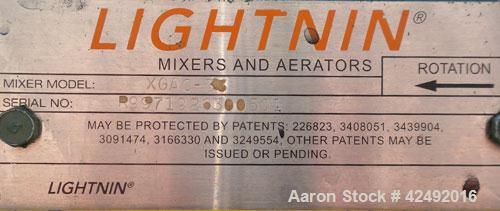 LIGHTNIN®
MIXERS AND AERATORS
ROTATION
MIXER MODEL:
SERIAL NO:
MAY BE PROTECTED BY PATENTS: 226823, 3408051, 3439904,
3091474, 3166330 AND 3249554, OTHER PATENTS MAY BE
ISSUED OR PENDING.
LIGHTNIN®
Aaron Stock # 42492016